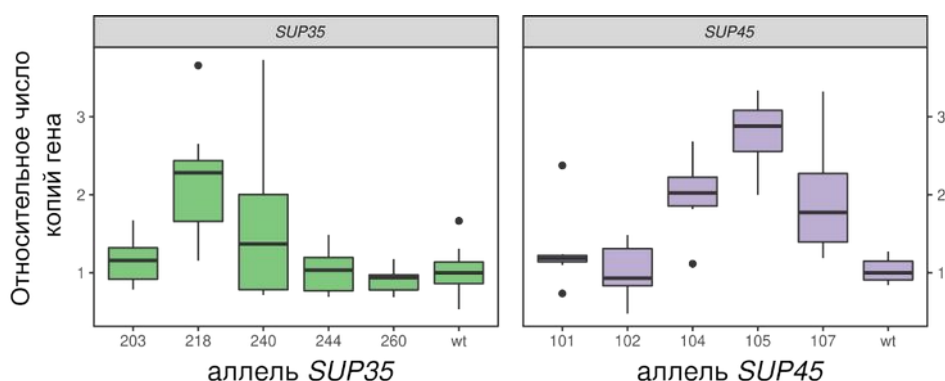 SUP35
SUP45
Относительное число
копий гена
3
2
1
3
2
1
203 218 240 244 260 wt
101 102 104 105 107 wt
аллель SUP35
аллель SUP45